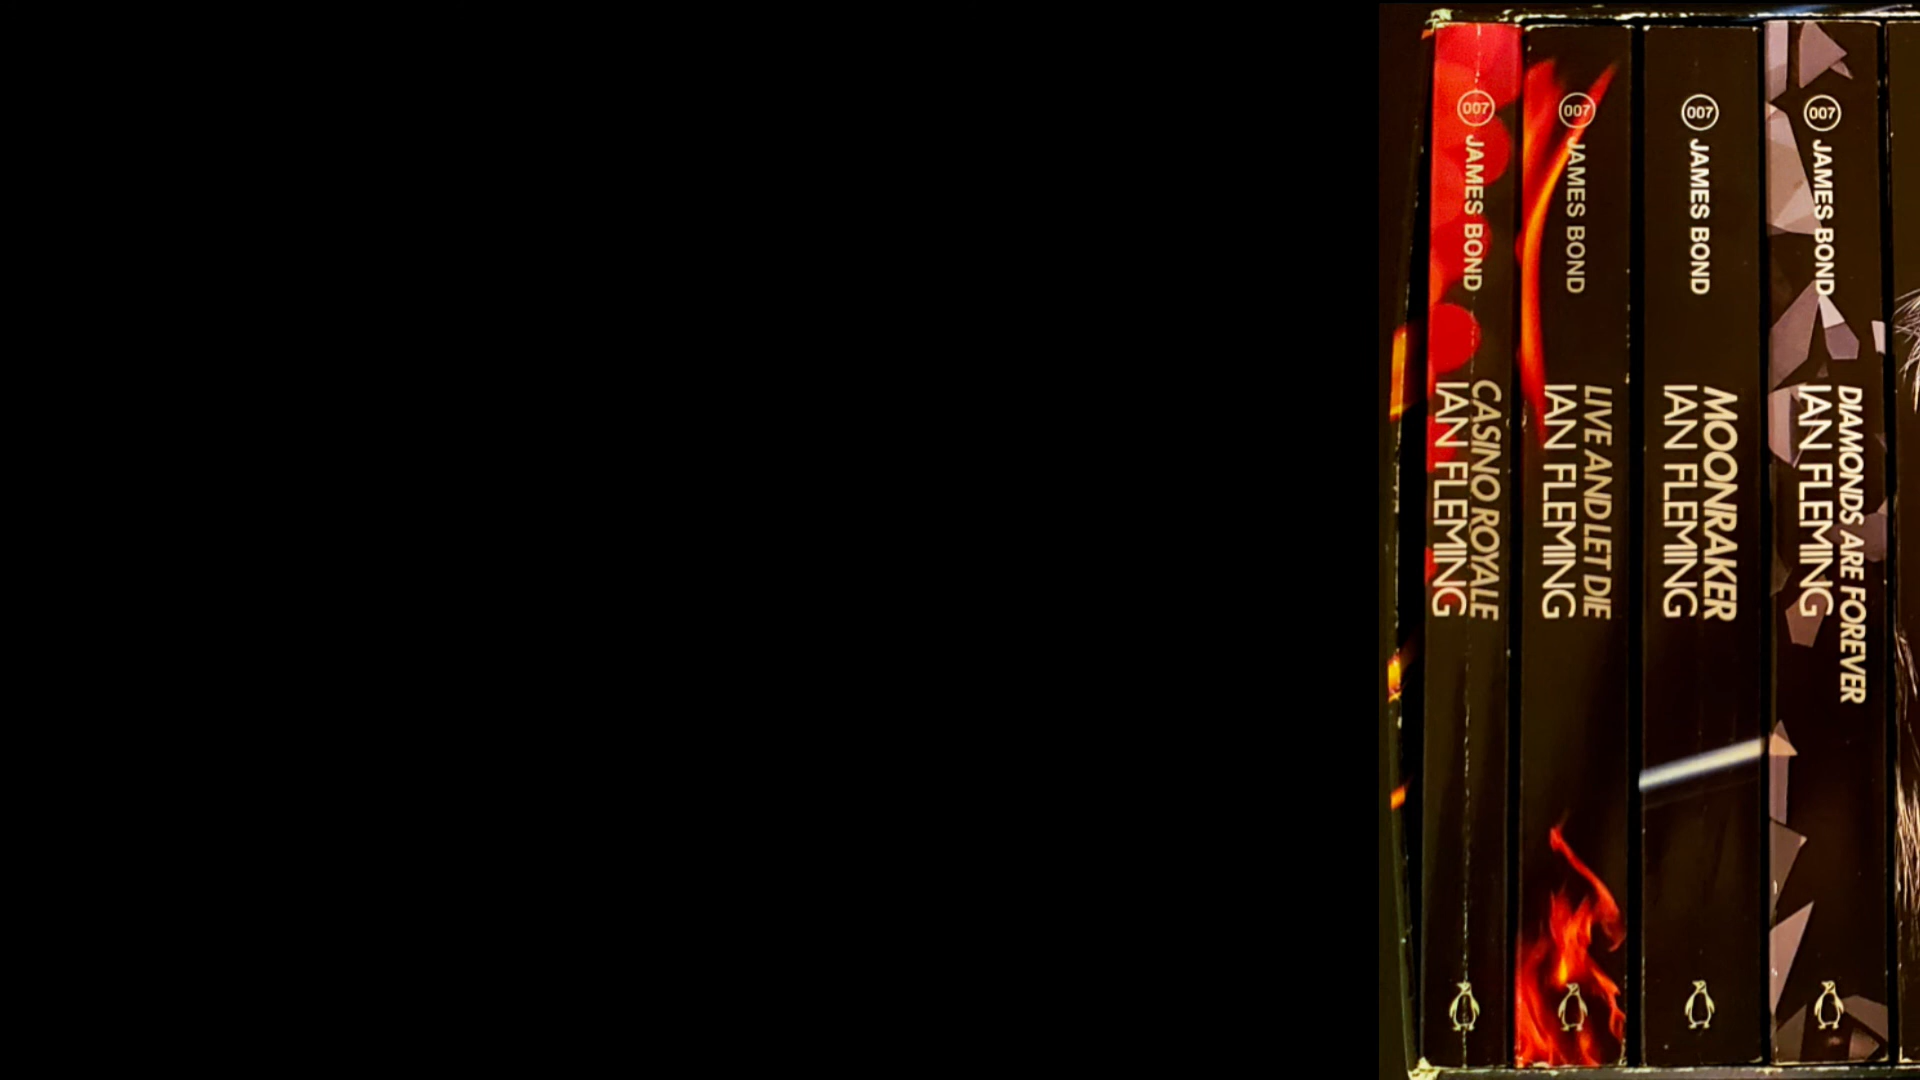 007 JAMES BOND
CASINO ROYALE
IAN FLEMING
007 JAMES BOND
LIVE AND LET DIE
IAN FLEMING
007 JAMES BOND
MOONRAKER
IAN FLEMING
007 JAMES BOND
DIAMONDS ARE FOREVER
IAN FLEMING